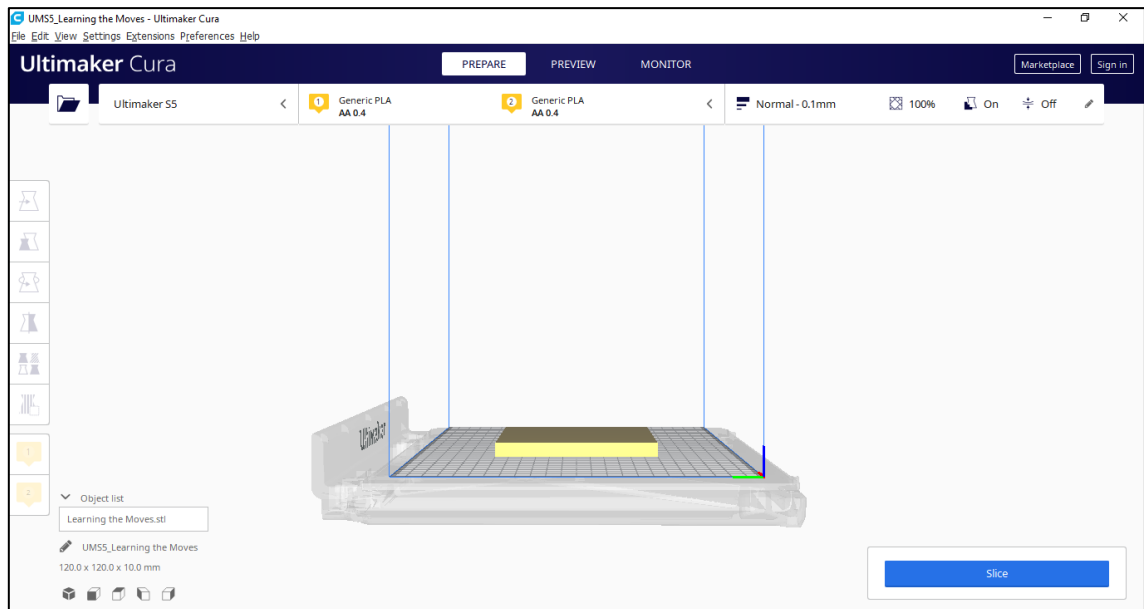 UMS5_Learning the Moves - Ultimaker Cura
File Edit View Settings Extensions Preferences Help
Ultimaker Cura
PREPARE PREVIEW MONITOR
Marketplace Sign in
Ultimaker S5
1 Generic PLA
AA 0.4
2 Generic PLA
AA 0.4
Normal - 0.1mm 100% On Off
Ultimaker
1
2
Object list
Learning the Moves.stl
UMS5_Learning the Moves
120.0 x 120.0 x 10.0 mm
Slice